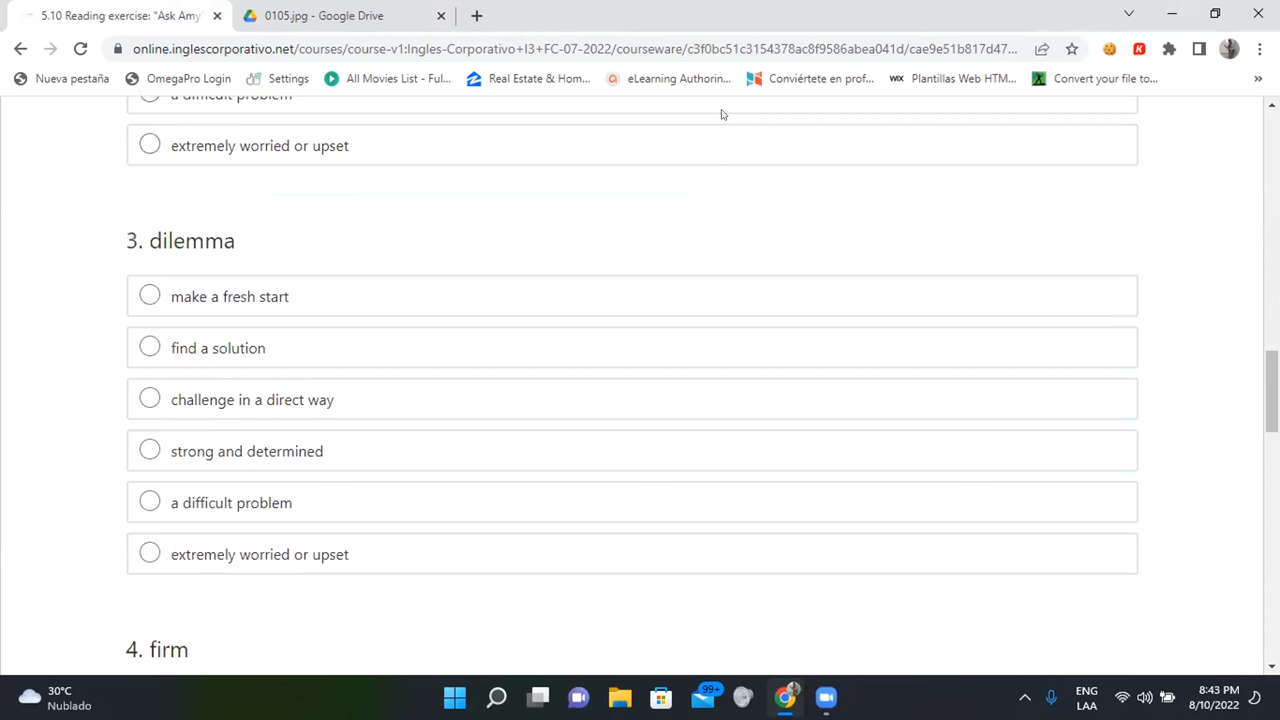 5.10 Reading exercise: "Ask Amy"
0105.jpg - Google Drive
online.inglescorporativo.net/courses/course-v1:Ingles-Corporativo+I3+FC-07-2022/courseware/c3f0bc51c3154378ac8f9586abea041d/cae9e51b817d47...
Nueva pestaña
OmegaPro Login
Settings
All Movies List - Ful...
Real Estate & Hom...
eLearning Authorin...
Conviértete en prof...
WIX Plantillas Web HTM...
Convert your file to...
»
a difficult problem
extremely worried or upset
3. dilemma
make a fresh start
find a solution
challenge in a direct way
strong and determined
a difficult problem
extremely worried or upset
4. firm
30°C
Nublado
99+
ENG
LAA
8:43 PM
8/10/2022